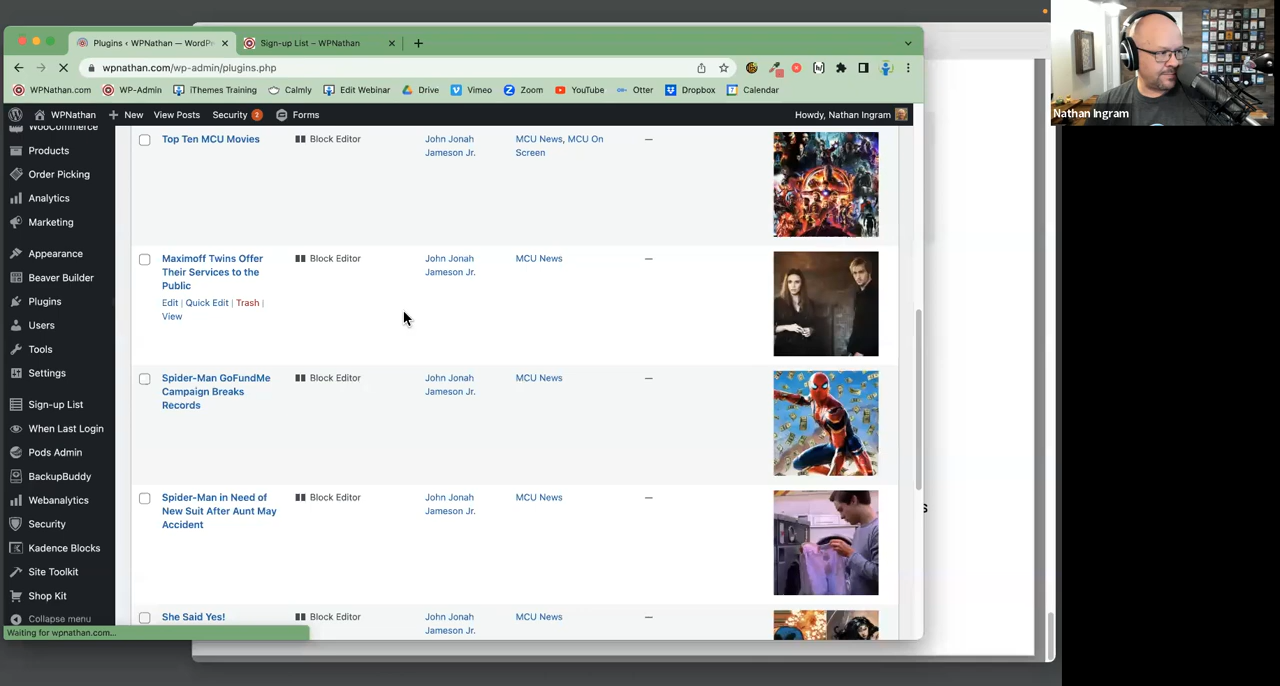 Plugins < WPNathan — WordPr
Sign-up List – WPNathan
wpnathan.com/wp-admin/plugins.php
WPNathan.com
WP-Admin
iThemes Training
Calmly
Edit Webinar
Drive
Vimeo
Zoom
YouTube
Otter
Dropbox
Calendar
WPNathan
New
View Posts
Security 2
Forms
Howdy, Nathan Ingram
WooCommerce
Products
Order Picking
Analytics
Marketing
Appearance
Beaver Builder
Plugins
Users
Tools
Settings
Sign-up List
When Last Login
Pods Admin
BackupBuddy
Webanalytics
Security
Kadence Blocks
Site Toolkit
Shop Kit
Collapse menu
Waiting for wpnathan.com...
Top Ten MCU Movies
Block Editor
John Jonah
Jameson Jr.
MCU News, MCU On
Screen
—
Maximoff Twins Offer
Their Services to the
Public
Edit | Quick Edit | Trash |
View
Block Editor
John Jonah
Jameson Jr.
MCU News
—
Spider-Man GoFundMe
Campaign Breaks
Records
Block Editor
John Jonah
Jameson Jr.
MCU News
—
Spider-Man in Need of
New Suit After Aunt May
Accident
Block Editor
John Jonah
Jameson Jr.
MCU News
—
She Said Yes!
Block Editor
John Jonah
Jameson Jr.
MCU News
—
s
Nathan Ingram